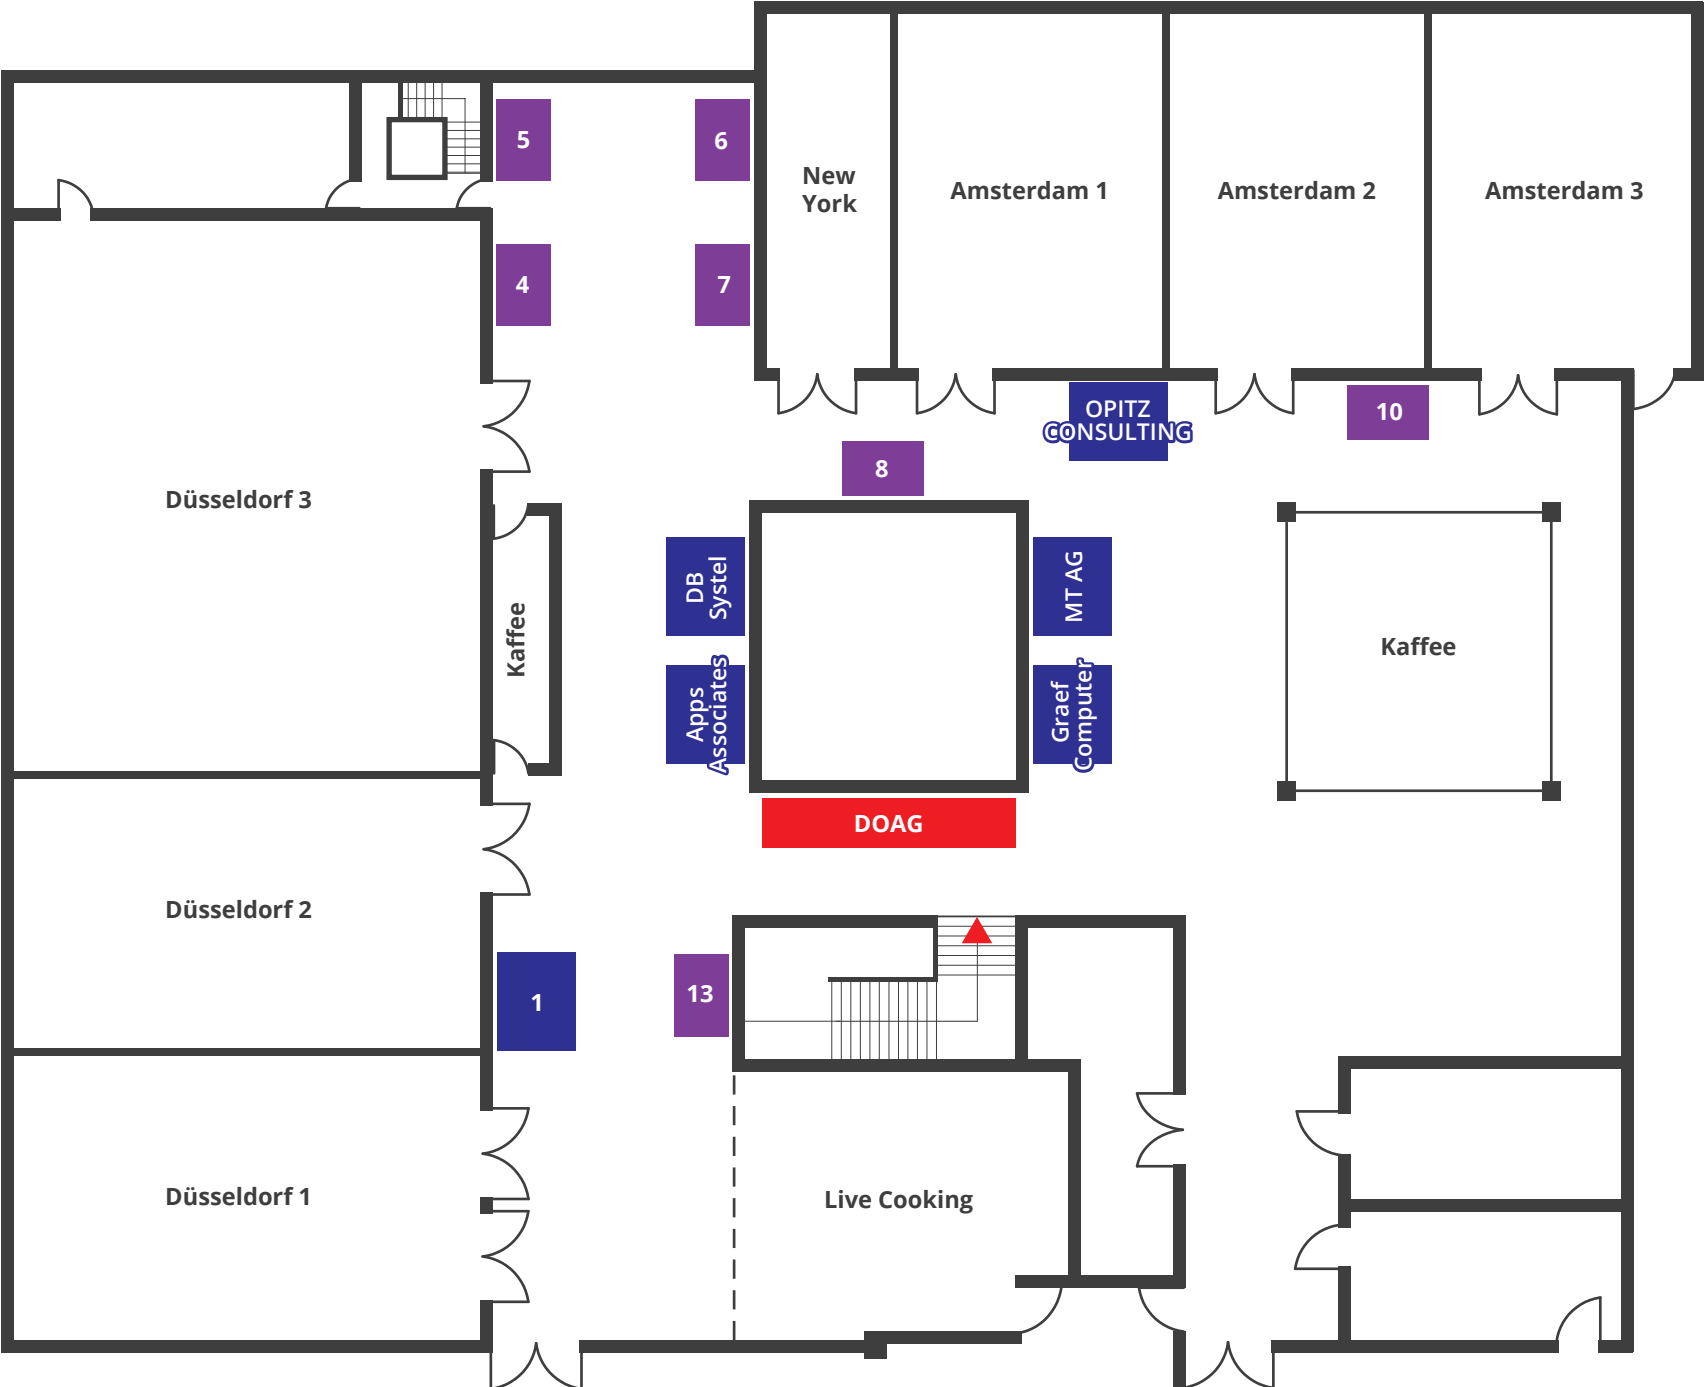 5
6
New
York
Amsterdam 1
Amsterdam 2
Amsterdam 3
4
7
OPITZ
CONSULTING
10
8
Düsseldorf 3
DB
Systel
MT AG
Kaffee
Kaffee
Apps
Associates
Graef
Computer
DOAG
Düsseldorf 2
1
13
Düsseldorf 1
Live Cooking